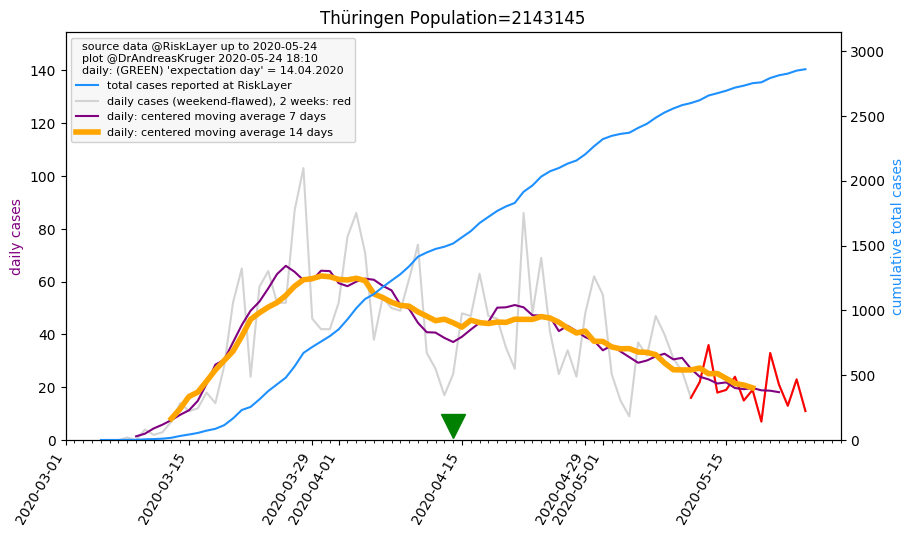 Thüringen Population=2143145
source data @RiskLayer up to 2020-05-24
plot @DrAndreasKruger 2020-05-24 18:10
daily: (GREEN) 'expectation day' = 14.04.2020
total cases reported at RiskLayer
daily cases (weekend-flawed), 2 weeks: red
daily: centered moving average 7 days
daily: centered moving average 14 days
daily cases
140
120
100
80
60
40
20
0
cumulative total cases
3000
2500
2000
1500
1000
500
0
2020-03-01
2020-03-15
2020-03-29
2020-04-01
2020-04-15
2020-04-29
2020-05-01
2020-05-15